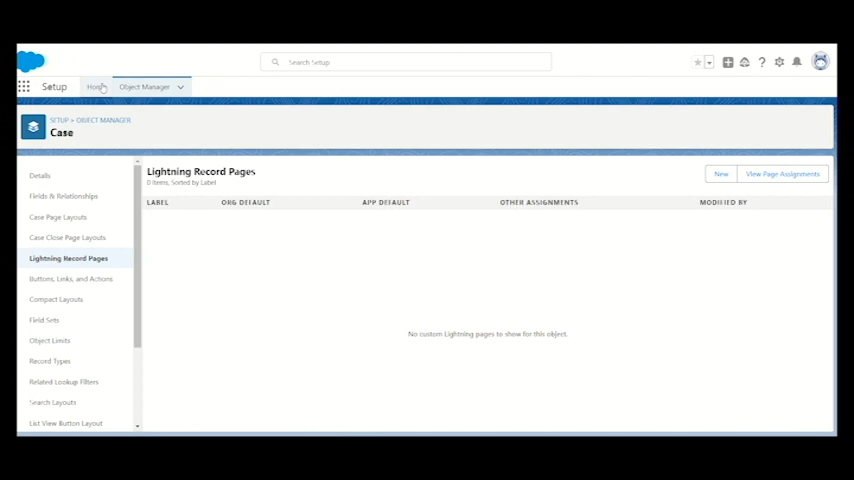 Search Setup
Setup
Home
Object Manager
SETUP > OBJECT MANAGER
Case
Details
Fields & Relationships
Case Page Layouts
Case Close Page Layouts
Lightning Record Pages
Buttons, Links, and Actions
Compact Layouts
Field Sets
Object Limits
Record Types
Related Lookup Filters
Search Layouts
List View Button Layout
Lightning Record Pages
0 Items, Sorted by Label
New
View Page Assignments
LABEL ORG DEFAULT APP DEFAULT OTHER ASSIGNMENTS MODIFIED BY
No custom Lightning pages to show for this object.